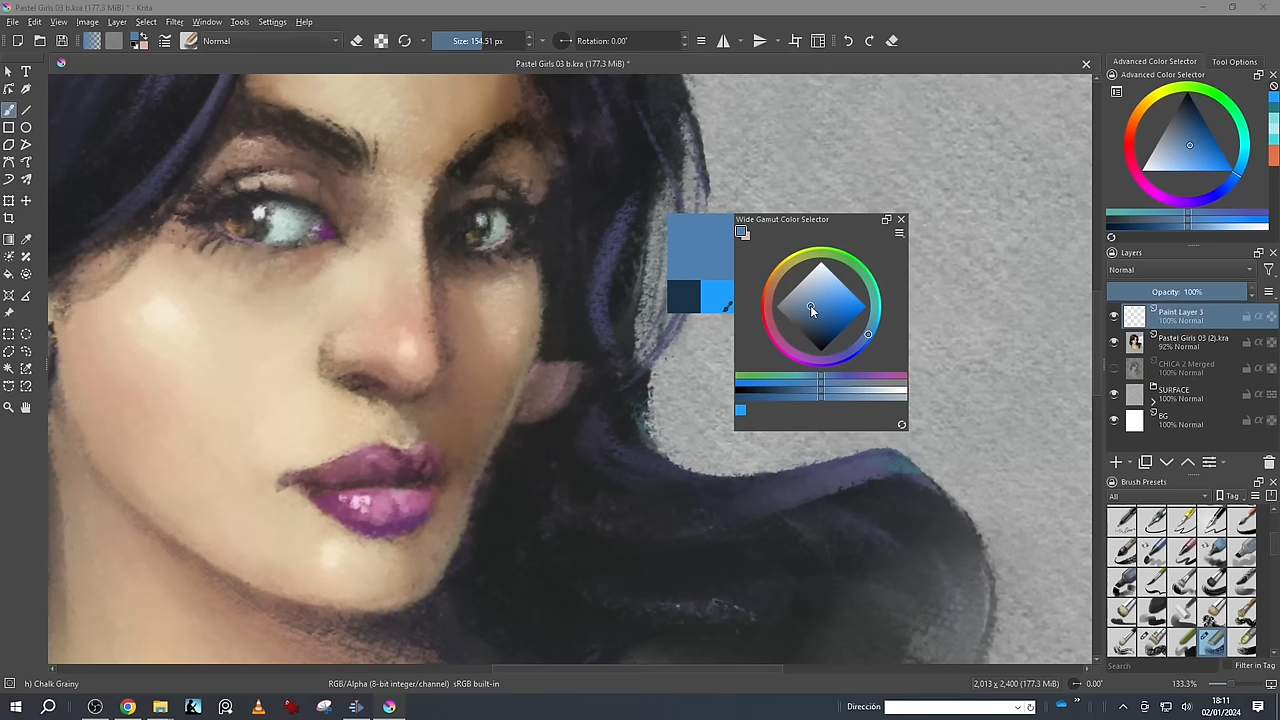 Pastel Girls 03 b.kra (177.3 MiB) * - Krita
File Edit View Image Layer Select Filter Window Tools Settings Help
Normal
Size: 154.51 px
Rotation: 0.00°
Pastel Girls 03 b.kra (177.3 MiB) *
Advanced Color Selector
Tool Options
Advanced Color Selector
Wide Gamut Color Selector
Layers
Normal
Opacity: 100%
Paint Layer 3
100% Normal
Pastel Girls 03 (2).kra
92% Normal
CHICA 2 Merged
100% Normal
SURFACE
100% Normal
BG
100% Normal
Brush Presets
All
Tag
Search
Filter in Tag
h) Chalk Grainy
RGB/Alpha (8-bit integer/channel) sRGB built-in
2,013 x 2,400 (177.3 MiB)
0.00°
133.3%
Dirección
18:11
02/01/2024